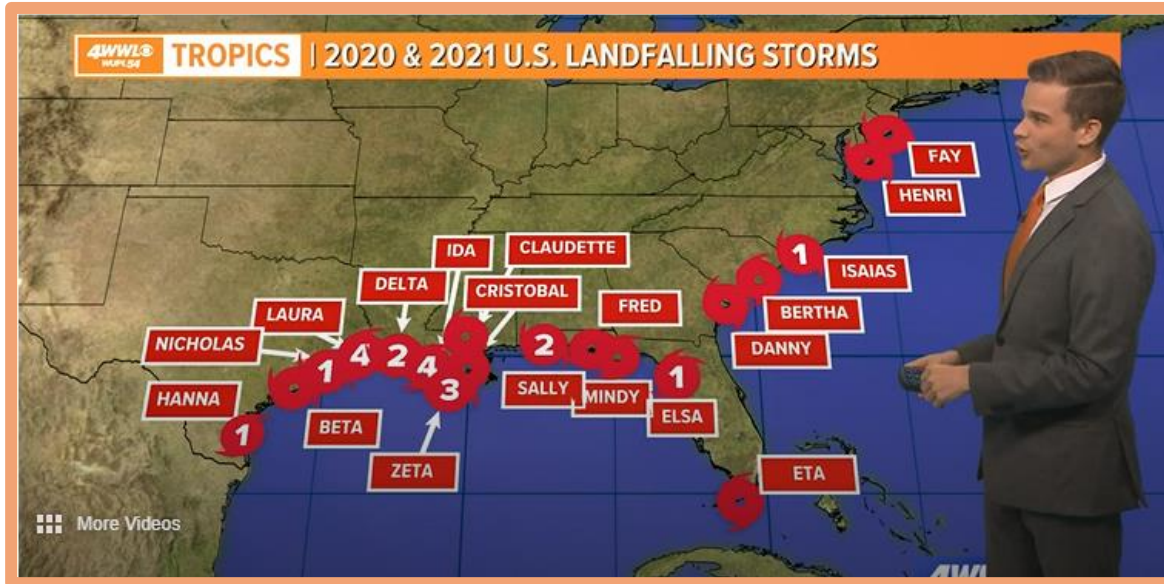 4WWL
WUPL54
TROPICS
2020 & 2021 U.S. LANDFALLING STORMS
FAY
HENRI
IDA
CLAUDETTE
ISAIAS
DELTA
CRISTOBAL
FRED
LAURA
BERTHA
NICHOLAS
DANNY
HANNA
BETA
SALLY
MINDY
ELSA
ZETA
ETA
1
1
4
2
4
3
2
1
1
More Videos
4WWL